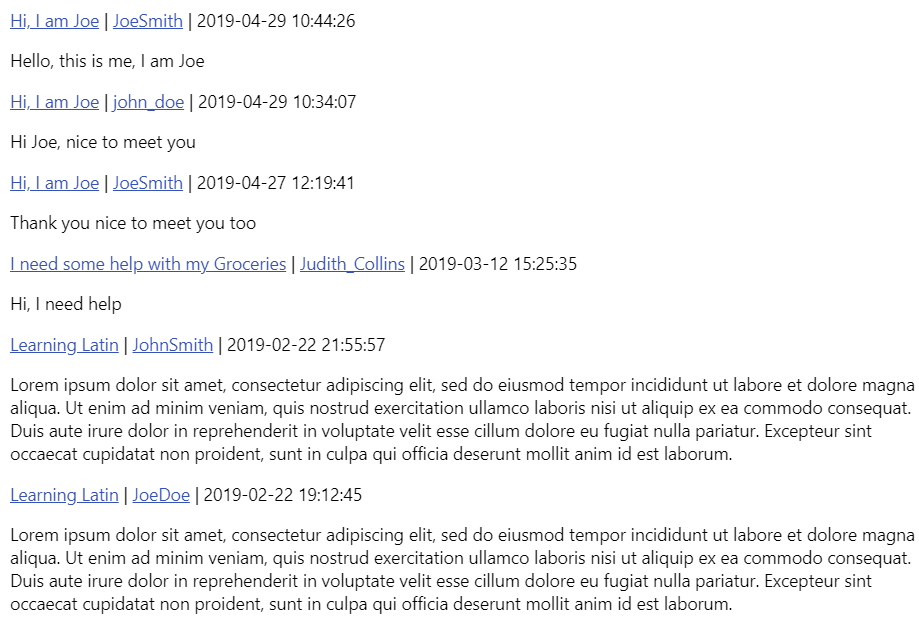 Hi, I am Joe | JoeSmith | 2019-04-29 10:44:26
Hello, this is me, I am Joe
Hi, I am Joe | john_doe | 2019-04-29 10:34:07
Hi Joe, nice to meet you
Hi, I am Joe | JoeSmith | 2019-04-27 12:19:41
Thank you nice to meet you too
I need some help with my Groceries | Judith_Collins | 2019-03-12 15:25:35
Hi, I need help
Learning Latin | JohnSmith | 2019-02-22 21:55:57
Lorem ipsum dolor sit amet, consectetur adipiscing elit, sed do eiusmod tempor incididunt ut labore et dolore magna
aliqua. Ut enim ad minim veniam, quis nostrud exercitation ullamco laboris nisi ut aliquip ex ea commodo consequat.
Duis aute irure dolor in reprehenderit in voluptate velit esse cillum dolore eu fugiat nulla pariatur. Excepteur sint
occaecat cupidatat non proident, sunt in culpa qui officia deserunt mollit anim id est laborum.
Learning Latin | JoeDoe | 2019-02-22 19:12:45
Lorem ipsum dolor sit amet, consectetur adipiscing elit, sed do eiusmod tempor incididunt ut labore et dolore magna
aliqua. Ut enim ad minim veniam, quis nostrud exercitation ullamco laboris nisi ut aliquip ex ea commodo consequat.
Duis aute irure dolor in reprehenderit in voluptate velit esse cillum dolore eu fugiat nulla pariatur. Excepteur sint
occaecat cupidatat non proident, sunt in culpa qui officia deserunt mollit anim id est laborum.